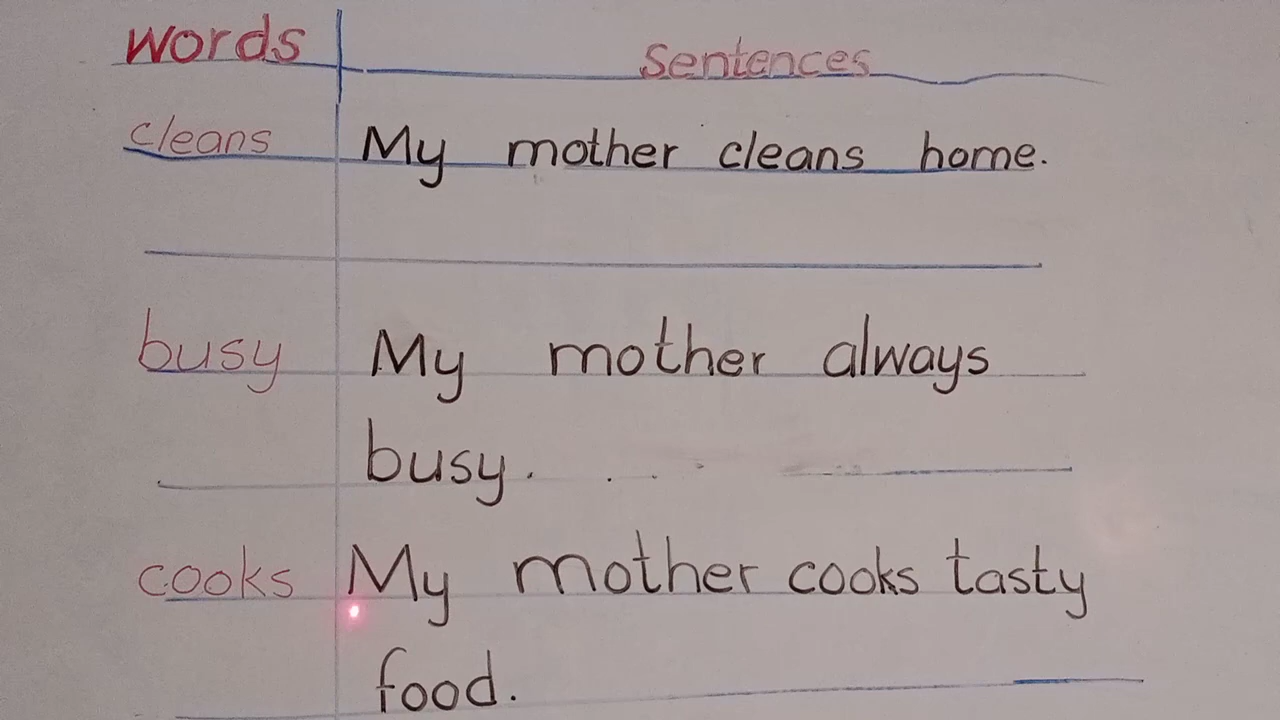 words Sentences
cleans My mother cleans home.
busy My mother always
busy.
cooks My mother cooks tasty
food.